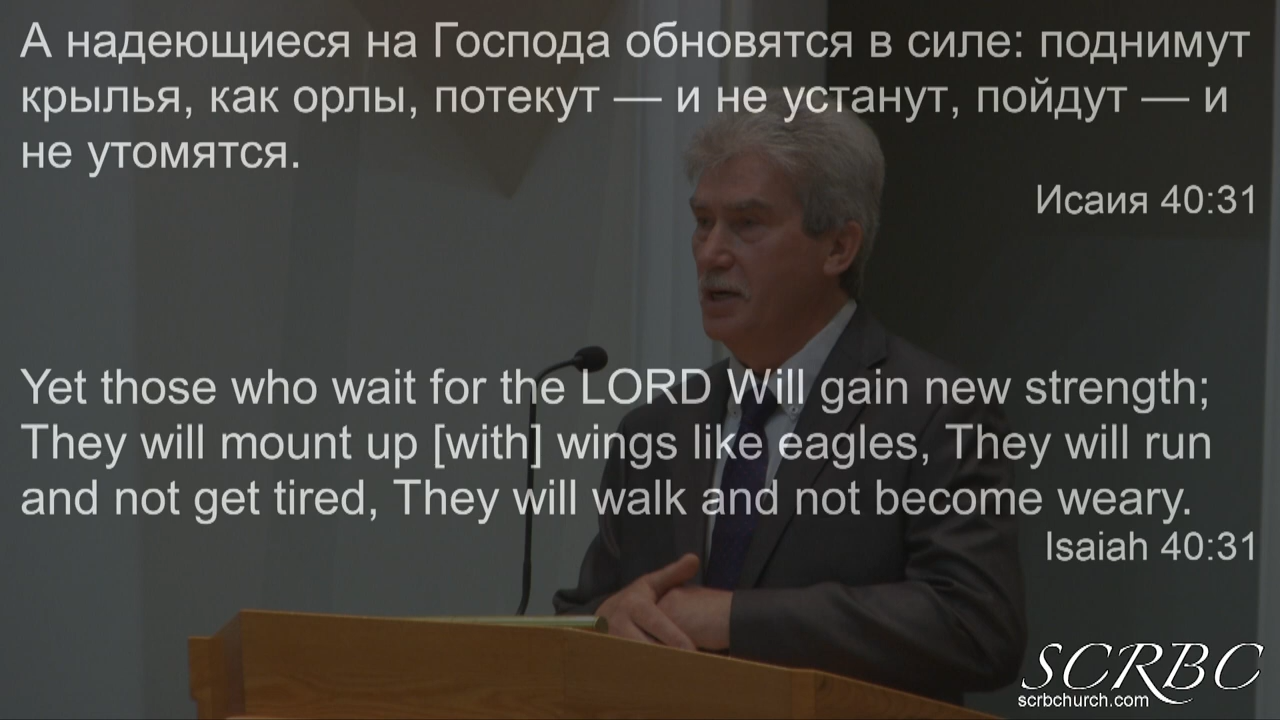 А надеющиеся на Господа обновятся в силе: поднимут
крылья, как орлы, потекут — и не устанут, пойдут — и
не утомятся.
Исаия 40:31
Yet those who wait for the LORD Will gain new strength;
They will mount up [with] wings like eagles, They will run
and not get tired, They will walk and not become weary.
Isaiah 40:31
SCRBC
scrbchurch.com